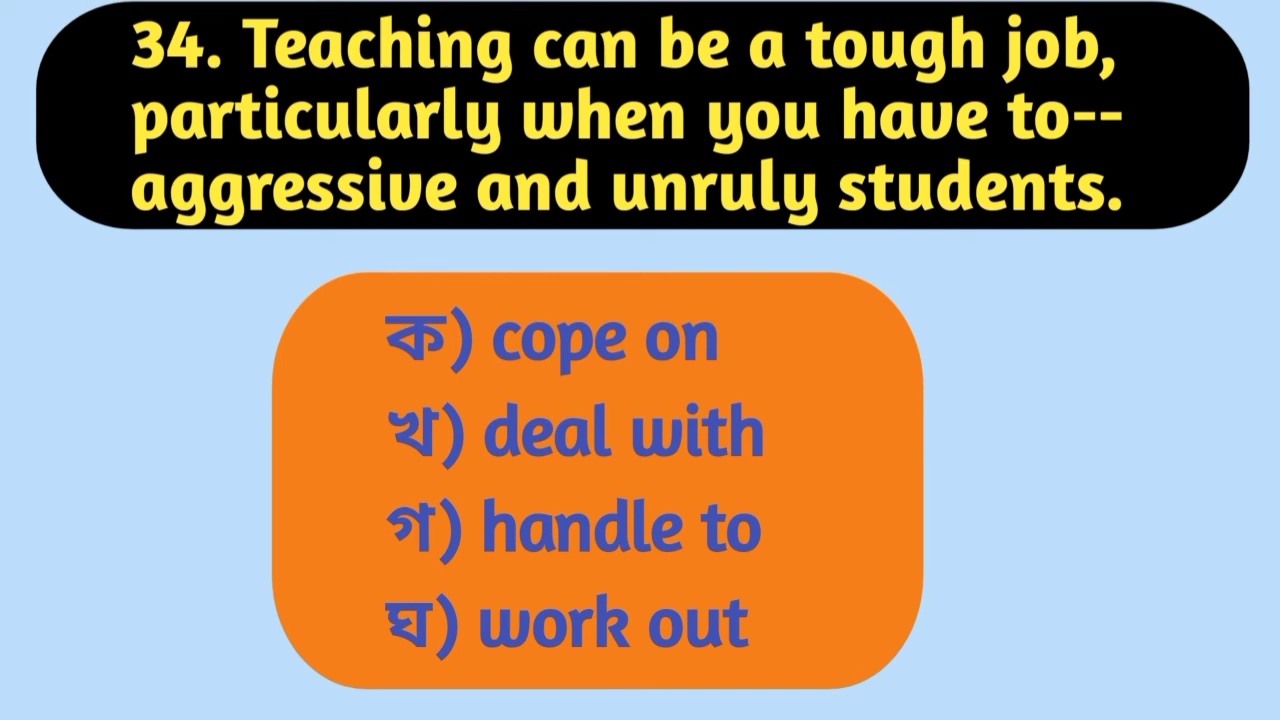 34. Teaching can be a tough job,
particularly when you have to--
aggressive and unruly students.
ক) cope on
খ) deal with
গ) handle to
ঘ) work out